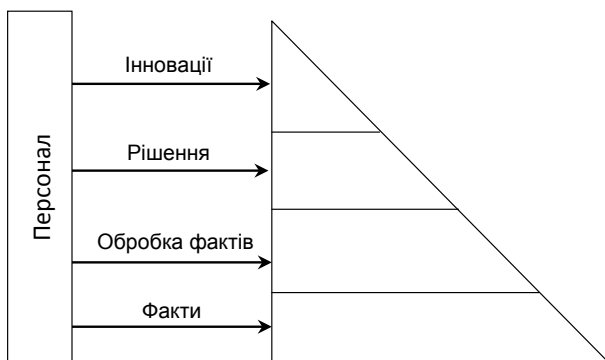 Персонал
Інновації
Рішення
Обробка фактів
Факти